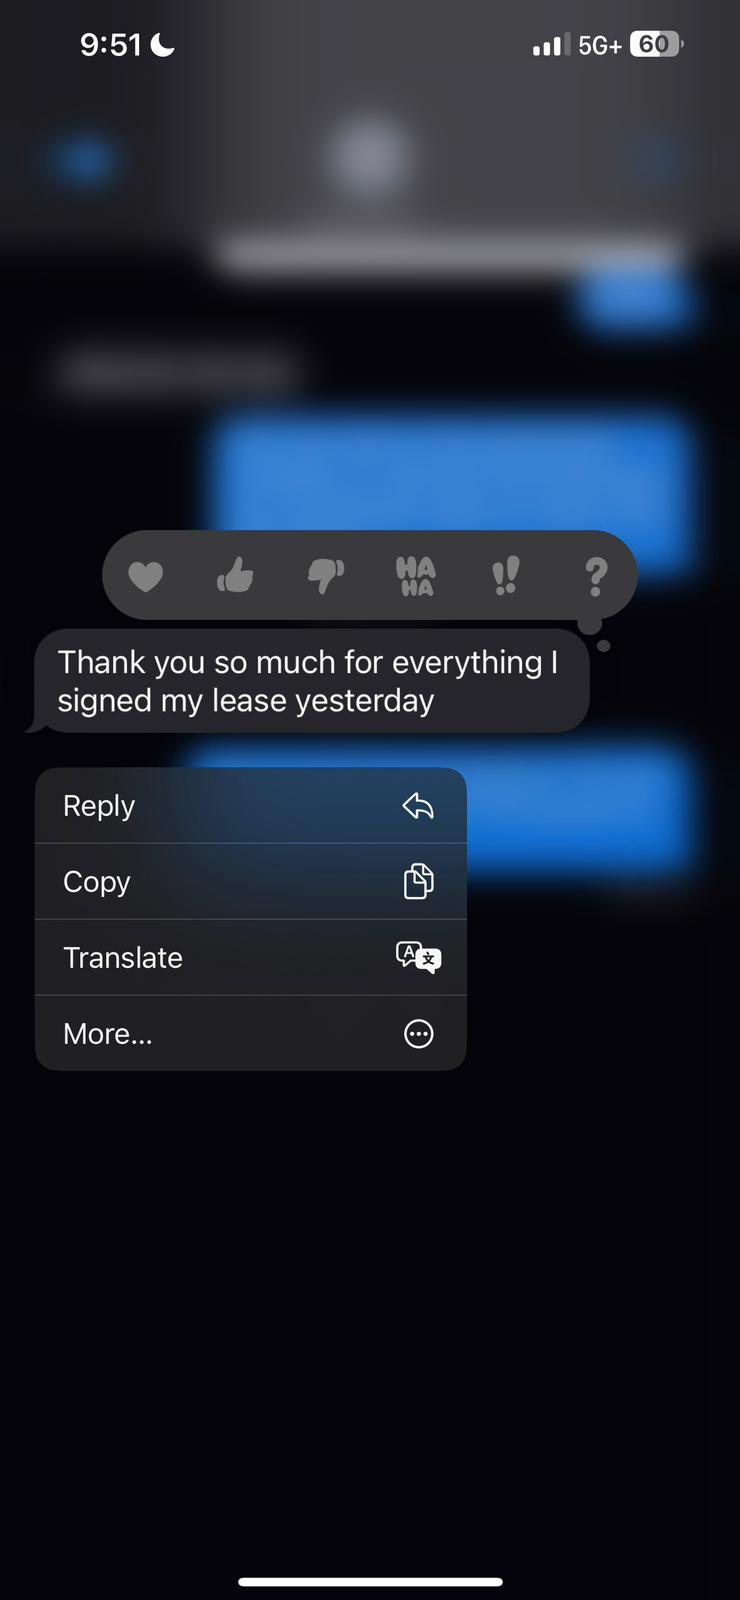 9:51
5G+ 60
HA
HA
!!
?
Thank you so much for everything I
signed my lease yesterday
Reply
Copy
Translate
More...